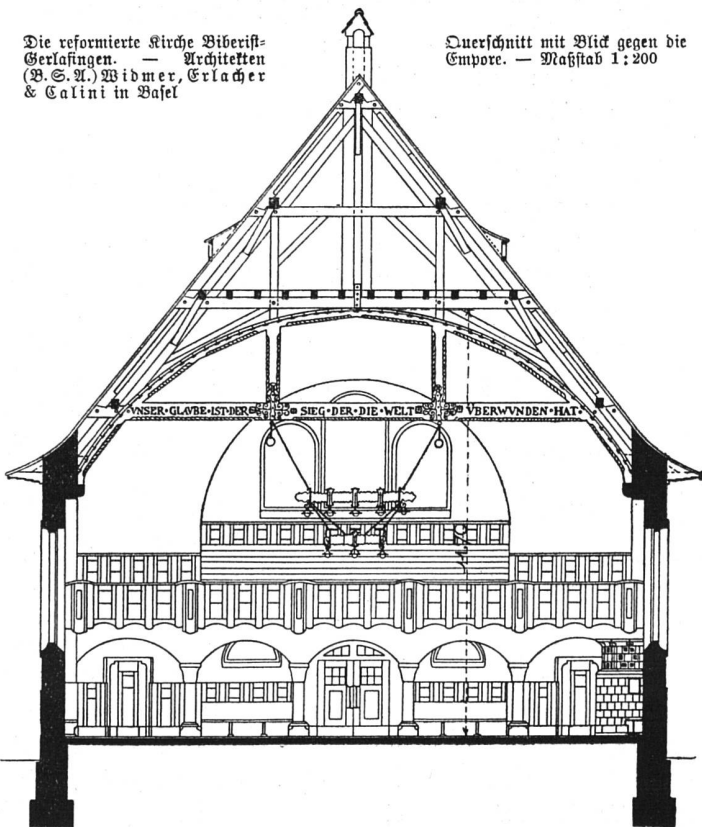 Die reformierte Kirche Biberist-
Gerlafingen. — Architekten
(B. S. A.) Widmer, Erlacher
& Calini in Basel
Querschnitt mit Blick gegen die
Empore. — Maßstab 1:200
VNSER·GLAVBE·IST·DER SIEG·DER·DIE·WELT VBERWVNDEN·HAT·